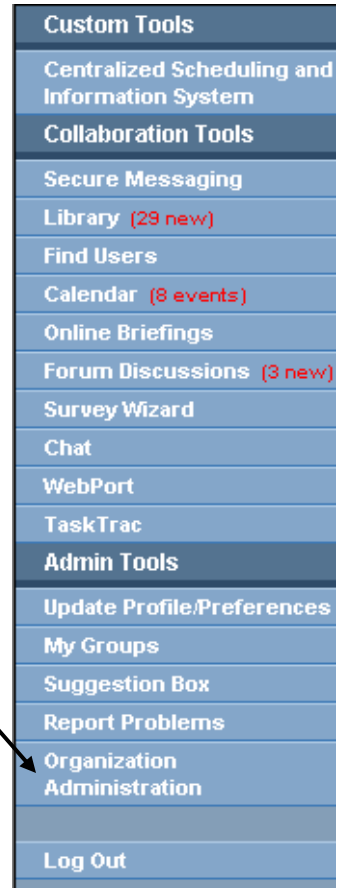 Custom Tools
Centralized Scheduling and
Information System
Collaboration Tools
Secure Messaging
Library (29 new)
Find Users
Calendar (8 events)
Online Briefings
Forum Discussions (3 new)
Survey Wizard
Chat
WebPort
TaskTrac
Admin Tools
Update Profile/Preferences
My Groups
Suggestion Box
Report Problems
Organization
Administration
Log Out